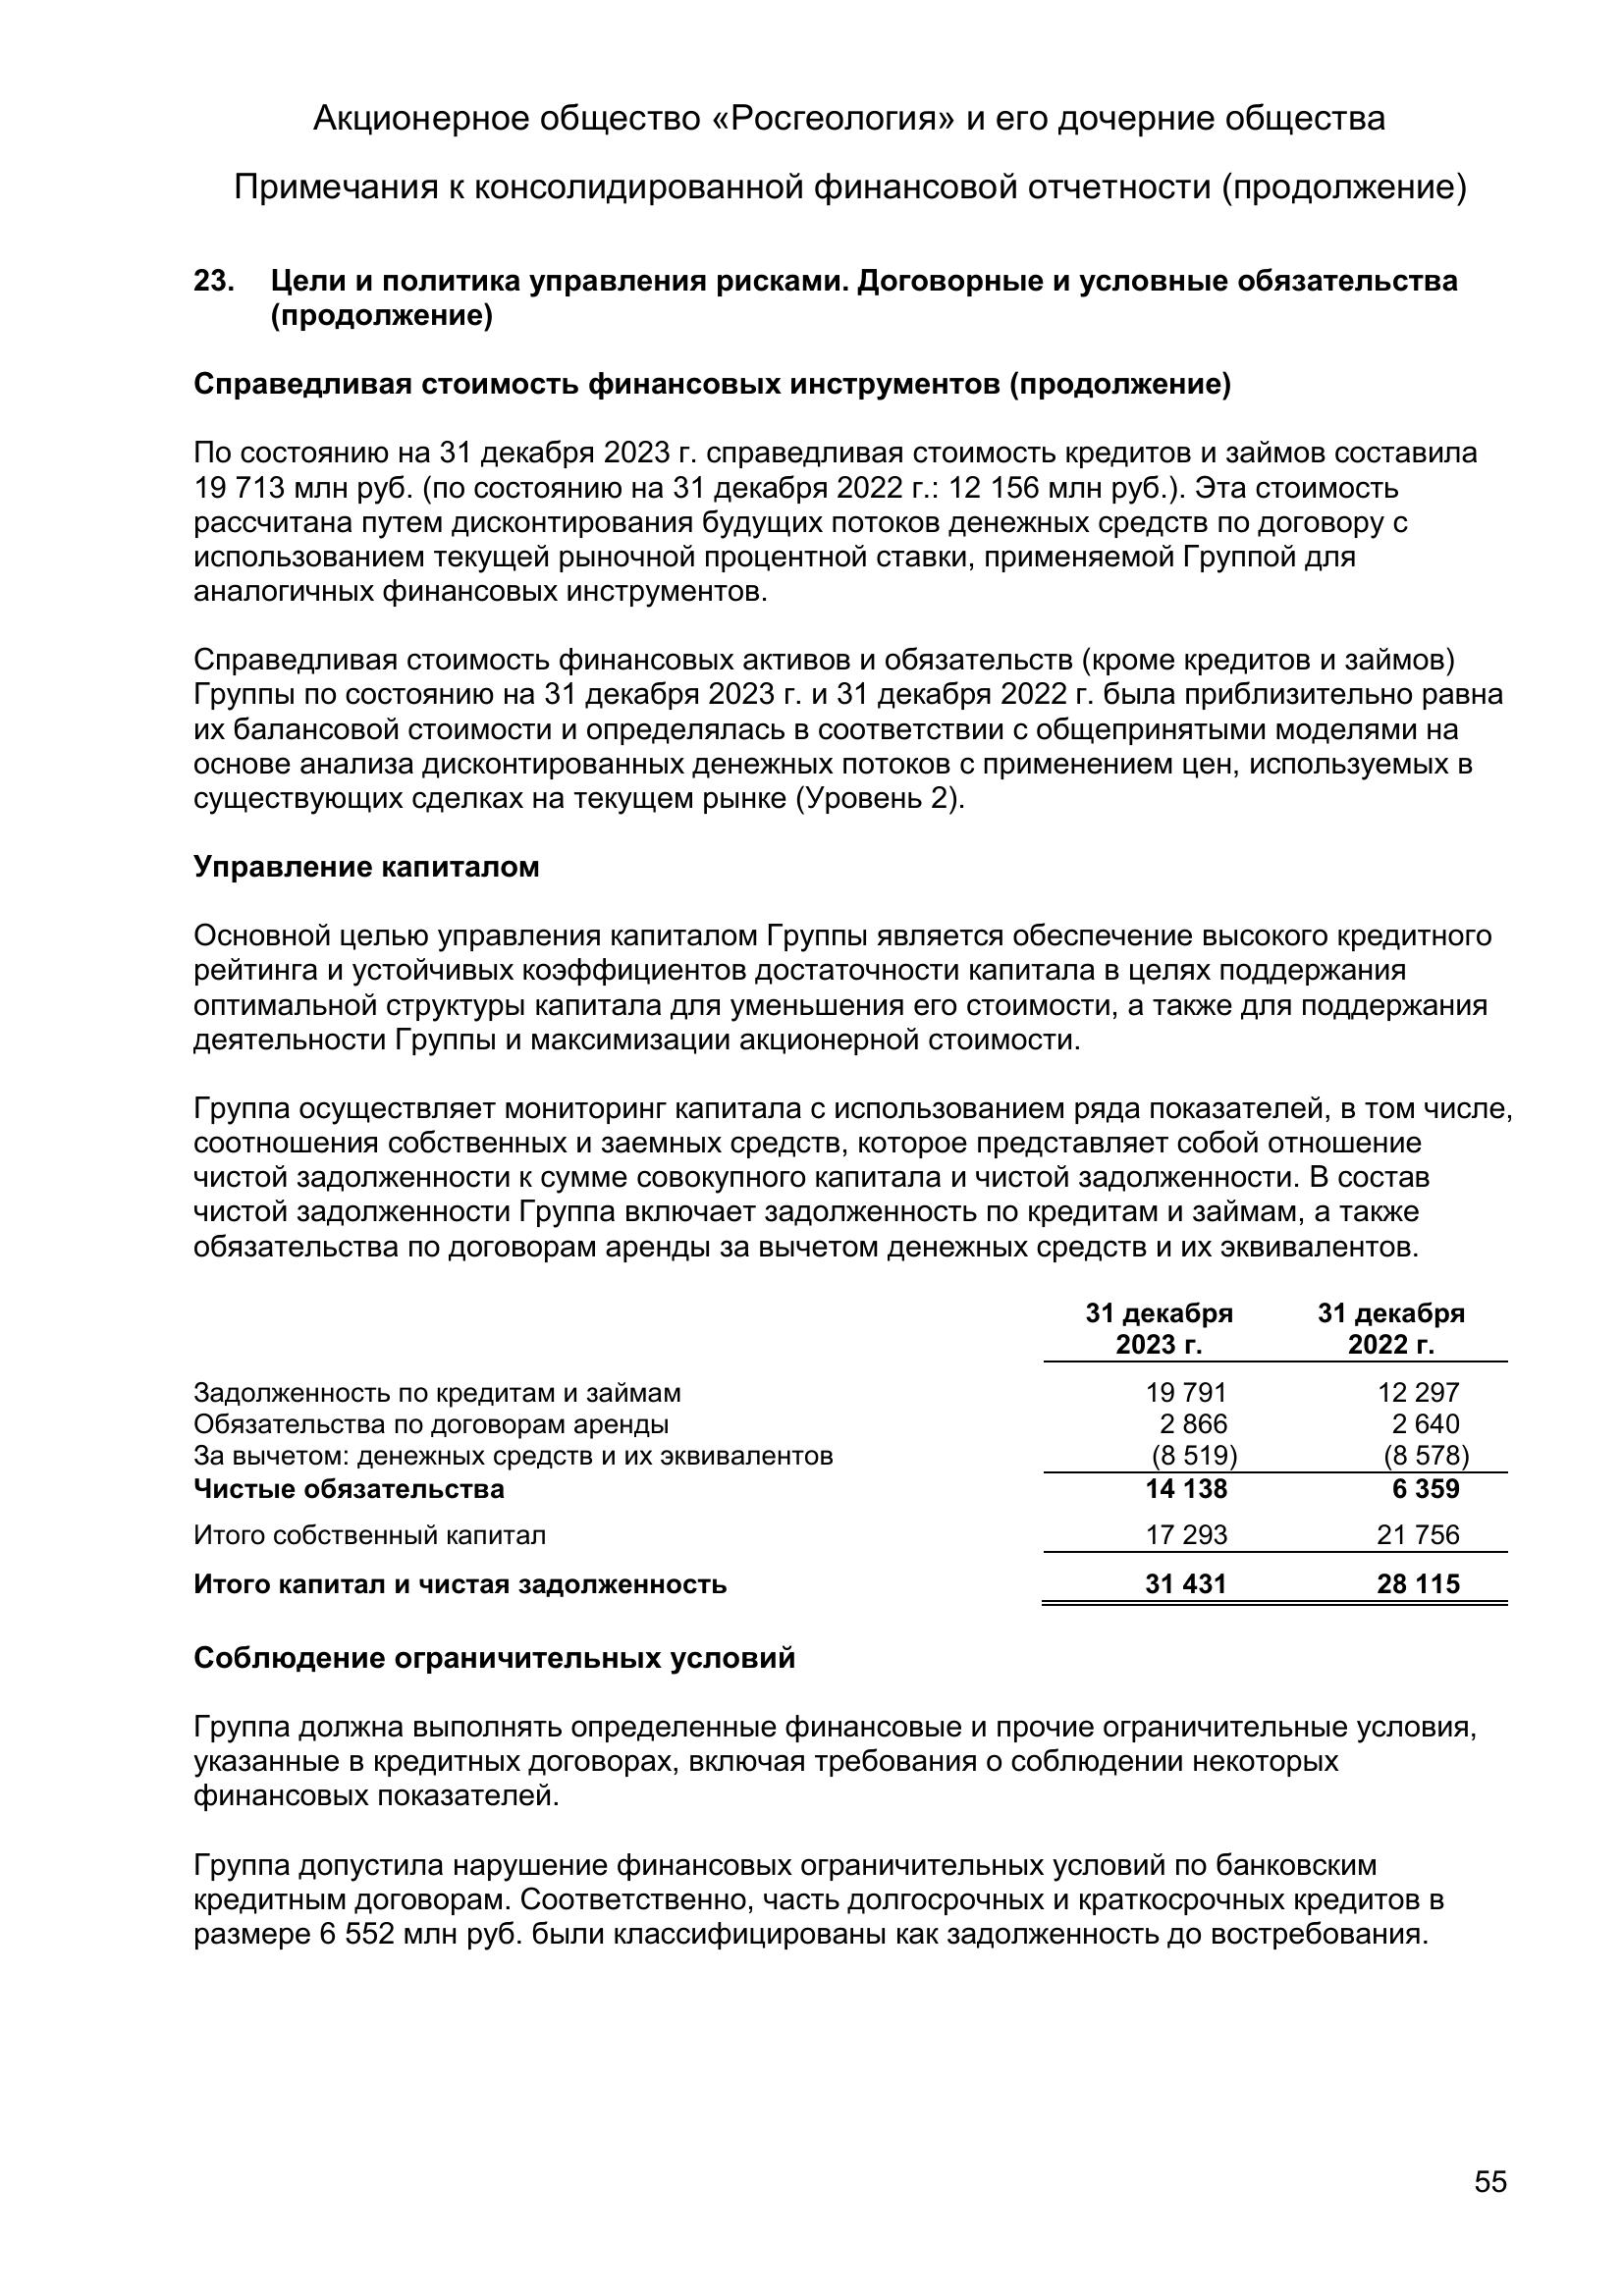 Акционерное общество «Росгеология» и его дочерние общества
Примечания к консолидированной финансовой отчетности (продолжение)
23. Цели и политика управления рисками. Договорные и условные обязательства
(продолжение)
Справедливая стоимость финансовых инструментов (продолжение)
По состоянию на 31 декабря 2023 г. справедливая стоимость кредитов и займов составила
19 713 млн руб. (по состоянию на 31 декабря 2022 г.: 12 156 млн руб.). Эта стоимость
рассчитана путем дисконтирования будущих потоков денежных средств по договору с
использованием текущей рыночной процентной ставки, применяемой Группой для
аналогичных финансовых инструментов.
Справедливая стоимость финансовых активов и обязательств (кроме кредитов и займов)
Группы по состоянию на 31 декабря 2023 г. и 31 декабря 2022 г. была приблизительно равна
их балансовой стоимости и определялась в соответствии с общепринятыми моделями на
основе анализа дисконтированных денежных потоков с применением цен, используемых в
существующих сделках на текущем рынке (Уровень 2).
Управление капиталом
Основной целью управления капиталом Группы является обеспечение высокого кредитного
рейтинга и устойчивых коэффициентов достаточности капитала в целях поддержания
оптимальной структуры капитала для уменьшения его стоимости, а также для поддержания
деятельности Группы и максимизации акционерной стоимости.
Группа осуществляет мониторинг капитала с использованием ряда показателей, в том числе,
соотношения собственных и заемных средств, которое представляет собой отношение
чистой задолженности к сумме совокупного капитала и чистой задолженности. В состав
чистой задолженности Группа включает задолженность по кредитам и займам, а также
обязательства по договорам аренды за вычетом денежных средств и их эквивалентов.
31 декабря 31 декабря
2023 г. 2022 г.
Задолженность по кредитам и займам 19 791 12 297
Обязательства по договорам аренды 2 866 2 640
За вычетом: денежных средств и их эквивалентов (8 519) (8 578)
Чистые обязательства 14 138 6 359
Итого собственный капитал 17 293 21 756
Итого капитал и чистая задолженность 31 431 28 115
Соблюдение ограничительных условий
Группа должна выполнять определенные финансовые и прочие ограничительные условия,
указанные в кредитных договорах, включая требования о соблюдении некоторых
финансовых показателей.
Группа допустила нарушение финансовых ограничительных условий по банковским
кредитным договорам. Соответственно, часть долгосрочных и краткосрочных кредитов в
размере 6 552 млн руб. были классифицированы как задолженность до востребования.
55